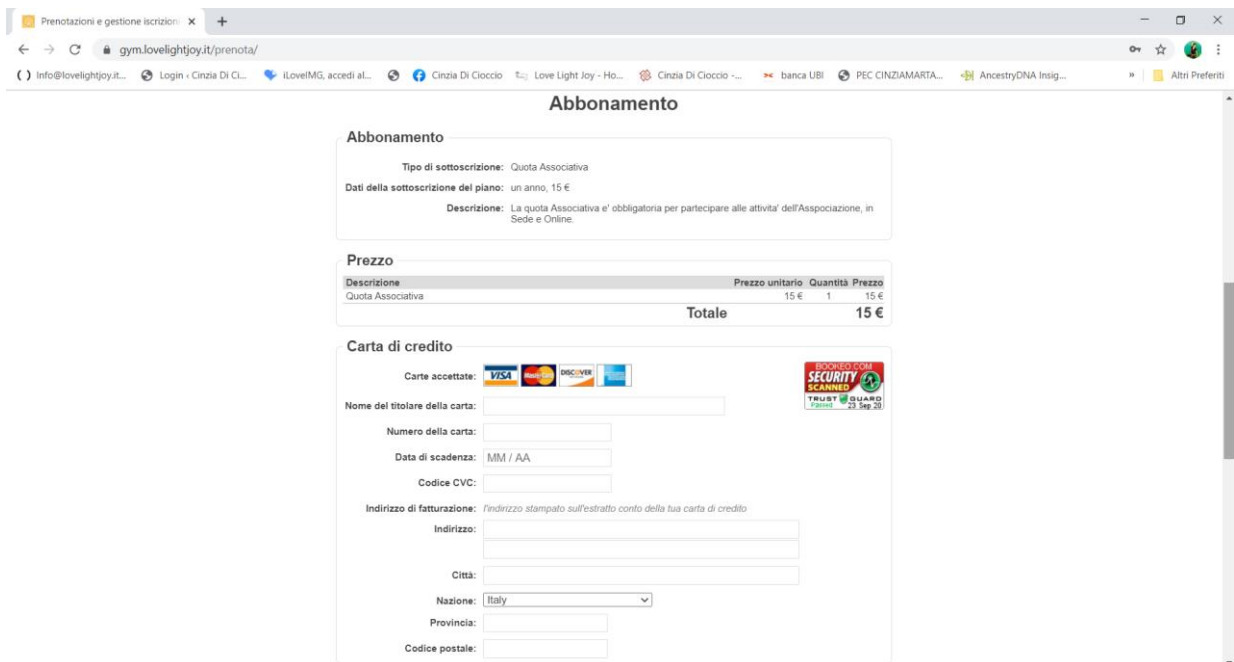 Prenotazioni e gestione iscrizioni
gym.lovelightjoy.it/prenota/
Info@lovelightjoy.it... Login ‹ Cinzia Di Ci... iLoveIMG, accedi al... Cinzia Di Cioccio Love Light Joy - Ho... Cinzia Di Cioccio -... banca UBI PEC CINZIAMARTA... AncestryDNA Insig... » Altri Preferiti
Abbonamento
Abbonamento
Tipo di sottoscrizione: Quota Associativa
Dati della sottoscrizione del piano: un anno, 15 €
Descrizione: La quota Associativa e' obbligatoria per partecipare alle attivita' dell'Asspociazione, in
Sede e Online.
Prezzo
Descrizione Prezzo unitario Quantità Prezzo
Quota Associativa 15 € 1 15 €
Totale 15 €
Carta di credito
Carte accettate: VISA MasterCard DISCOVER
BOOKEO.COM
SECURITY
SCANNED
TRUST GUARD
Passed 23 Sep 20
Nome del titolare della carta:
Numero della carta:
Data di scadenza: MM / AA
Codice CVC:
Indirizzo di fatturazione: l'indirizzo stampato sull'estratto conto della tua carta di credito
Indirizzo:
Città:
Nazione: Italy
Provincia:
Codice postale: